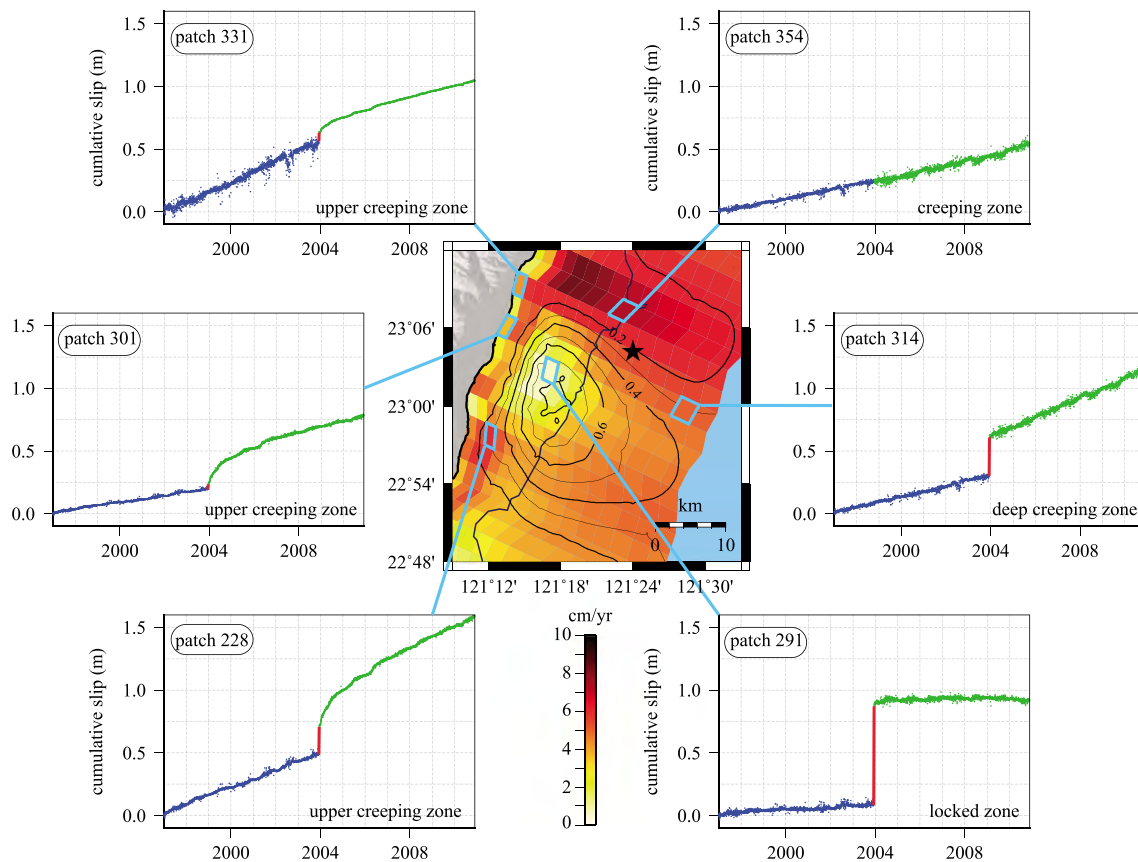 patch 331
cumulative slip (m)
1.5
1.0
0.5
0.0
upper creeping zone
2000 2004 2008
patch 354
cumulative slip (m)
1.5
1.0
0.5
0.0
creeping zone
2000 2004 2008
patch 301
1.5
1.0
0.5
0.0
upper creeping zone
2000 2004 2008
23°06'
23°00'
22°54'
22°48'
0.2
0.4
0.6
km
0 10
121°12' 121°18' 121°24' 121°30'
patch 314
1.5
1.0
0.5
0.0
deep creeping zone
2000 2004 2008
patch 228
cumulative slip (m)
1.5
1.0
0.5
0.0
upper creeping zone
2000 2004 2008
cm/yr
10
8
6
4
2
0
patch 291
cumulative slip (m)
1.5
1.0
0.5
0.0
locked zone
2000 2004 2008